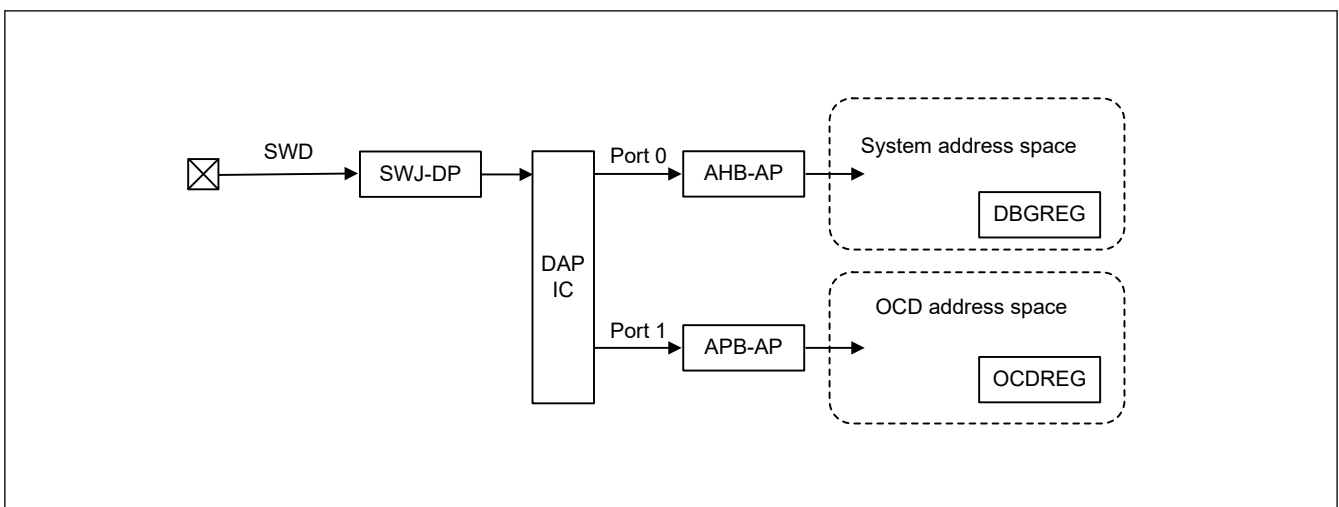 SWD
SWJ-DP
DAP
IC
Port 0
AHB-AP
System address space
DBGREG
Port 1
APB-AP
OCD address space
OCDREG